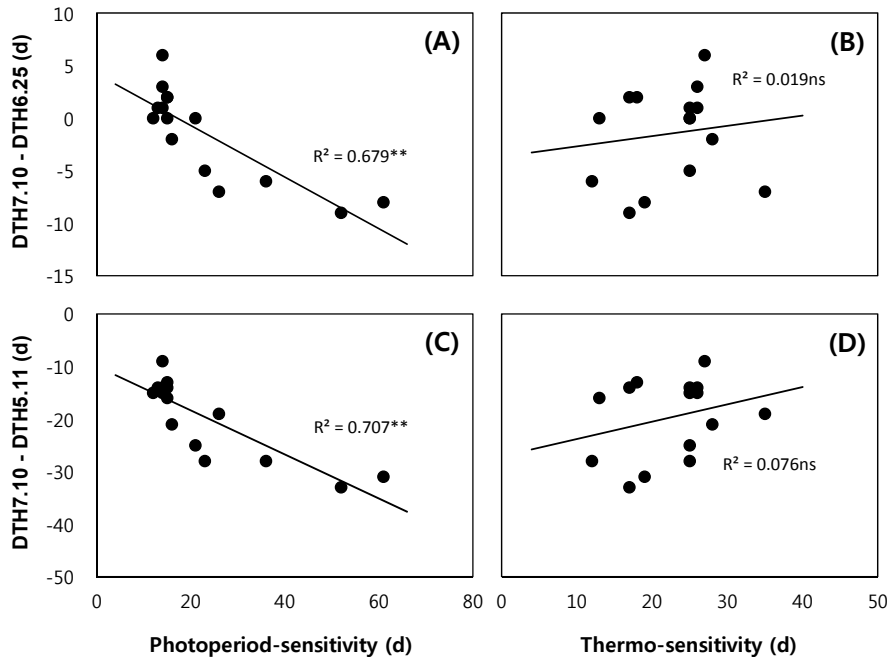 10
5
0
-5
-10
-15
DTH7.10 - DTH6.25 (d)
(A)
R² = 0.679**
(B)
R² = 0.019ns
0
-10
-20
-30
-40
-50
DTH7.10 - DTH5.11 (d)
(C)
R² = 0.707**
(D)
R² = 0.076ns
0 20 40 60 80
0 10 20 30 40 50
Photoperiod-sensitivity (d)
Thermo-sensitivity (d)